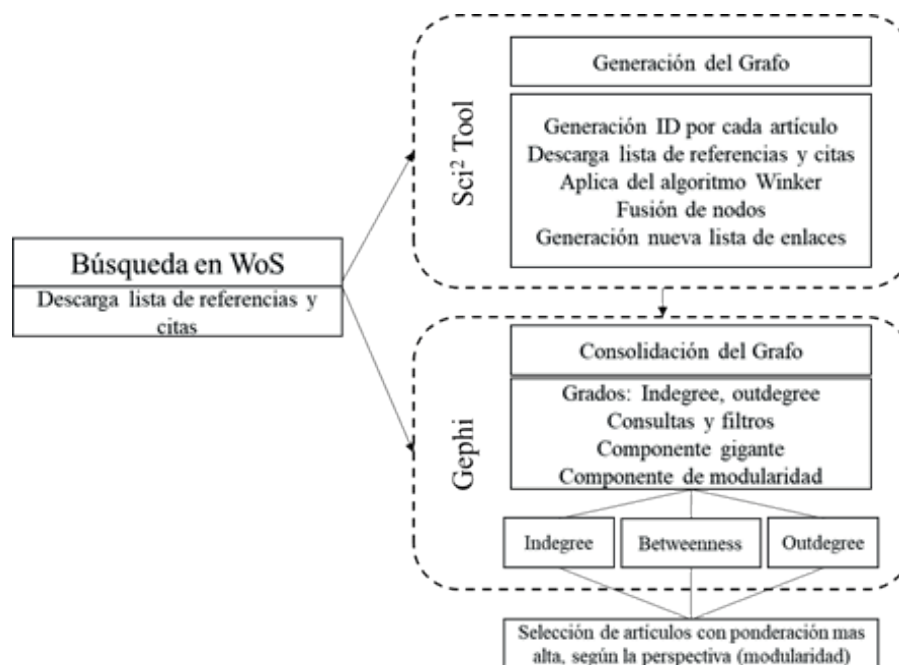 Búsqueda en WoS
Descarga lista de referencias y
citas
Sci² Tool
Generación del Grafo
Generación ID por cada artículo
Descarga lista de referencias y citas
Aplica del algoritmo Winker
Fusión de nodos
Generación nueva lista de enlaces
Gephi
Consolidación del Grafo
Grados: Indegree, outdegree
Consultas y filtros
Componente gigante
Componente de modularidad
Indegree
Betweenness
Outdegree
Selección de artículos con ponderación mas
alta, según la perspectiva (modularidad)